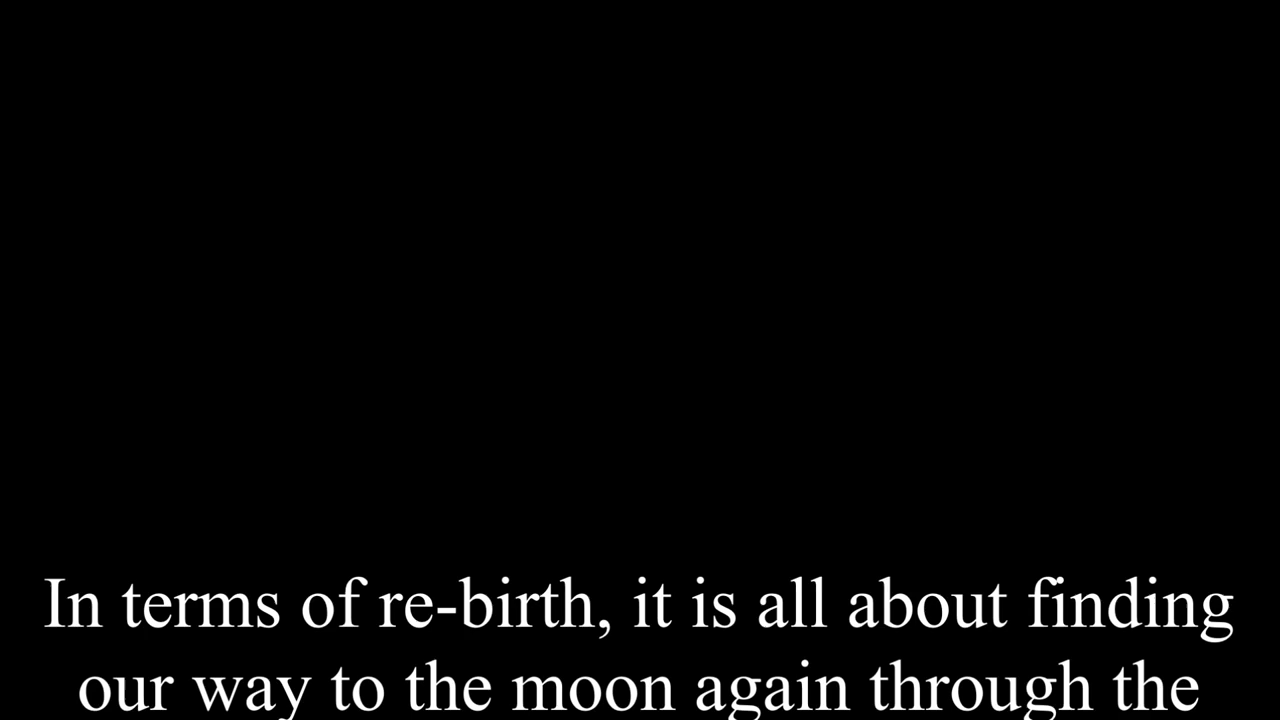 In terms of re-birth, it is all about finding
our way to the moon again through the